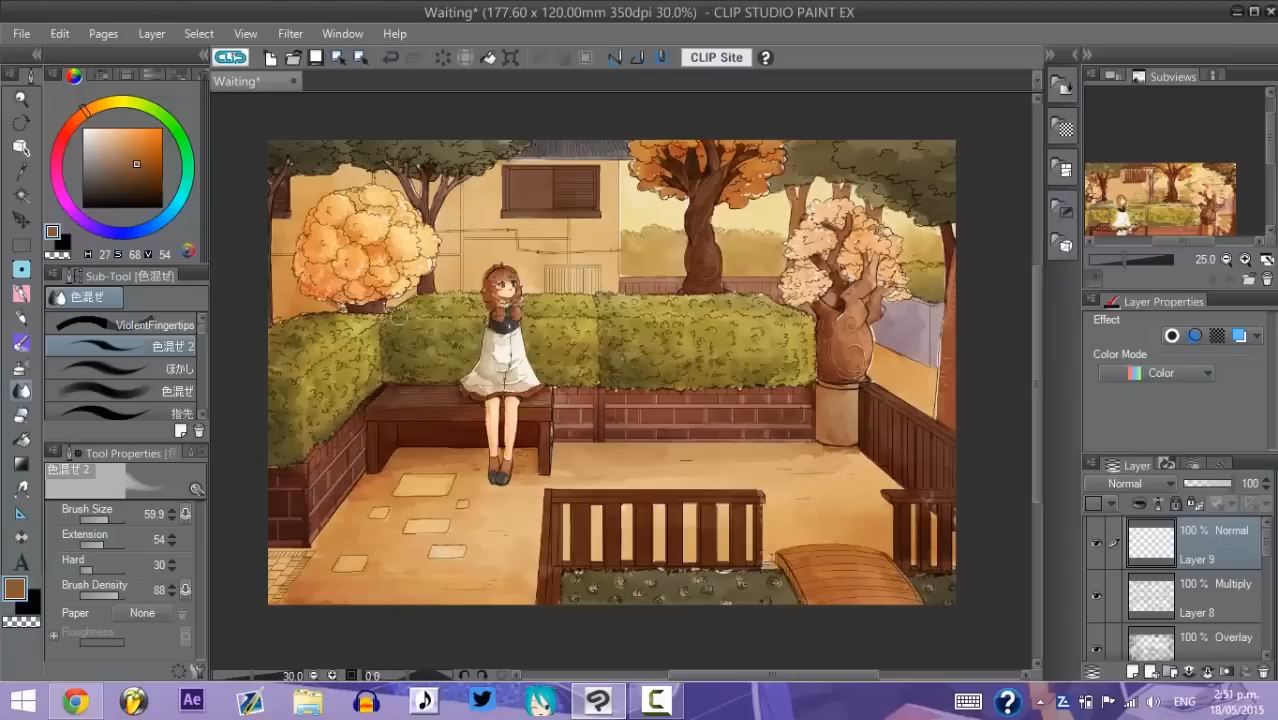 Waiting* (177.60 x 120.00mm 350dpi 30.0%) - CLIP STUDIO PAINT EX
File Edit Pages Layer Select View Filter Window Help
CLIP CLIP Site ?
Waiting*
Subviews
H 27 S 68 V 54
25.0
Sub-Tool [色混ぜ]
色混ぜ
ViolentFingertips
色混ぜ 2
ぼかし
色混ぜ
指先
Tool Properties [色
色混ぜ 2
Brush Size 59.9
Extension 54
Hard 30
Brush Density 88
Paper None
Roughness
Layer Properties
Effect
Color Mode
Color
Layer
Normal 100
100 % Normal
Layer 9
100 % Multiply
Layer 8
100 % Overlay
A
30.0 0.0
Ae
ENG
2:51 p.m.
18/05/2015